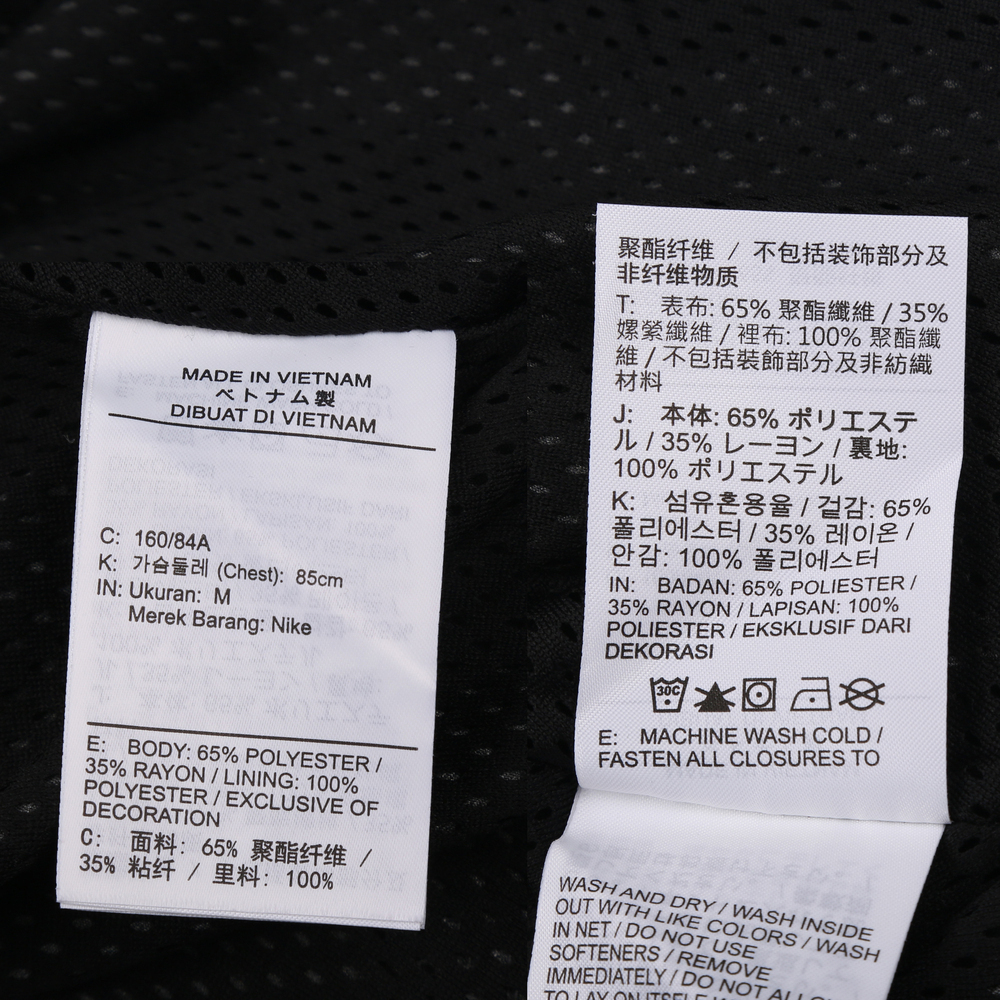 MADE IN VIETNAM
ベトナム製
DIBUAT DI VIETNAM
C: 160/84A
K: 가슴둘레 (Chest): 85cm
IN: Ukuran: M
Merek Barang: Nike
E: BODY: 65% POLYESTER /
35% RAYON / LINING: 100%
POLYESTER / EXCLUSIVE OF
DECORATION
C: 面料: 65% 聚酯纤维 /
35% 粘纤 / 里料: 100%
聚酯纤维 / 不包括装饰部分及
非纤维物质
T: 表布: 65% 聚酯纖維 / 35%
嫘縈纖維 / 裡布: 100% 聚酯纖
維 / 不包括裝飾部分及非紡織
材料
J: 本体: 65% ポリエステ
ル / 35% レーヨン / 裏地:
100% ポリエステル
K: 섬유혼용율 / 겉감: 65%
폴리에스터 / 35% 레이온 /
안감: 100% 폴리에스터
IN: BADAN: 65% POLIESTER /
35% RAYON / LAPISAN: 100%
POLIESTER / EKSKLUSIF DARI
DEKORASI
30C
E: MACHINE WASH COLD /
FASTEN ALL CLOSURES TO
WASH AND DRY / WASH INSIDE
OUT WITH LIKE COLORS / WASH
IN NET / DO NOT USE
SOFTENERS / REMOVE
IMMEDIATELY / DO NOT
TO LAY ON ITSELF